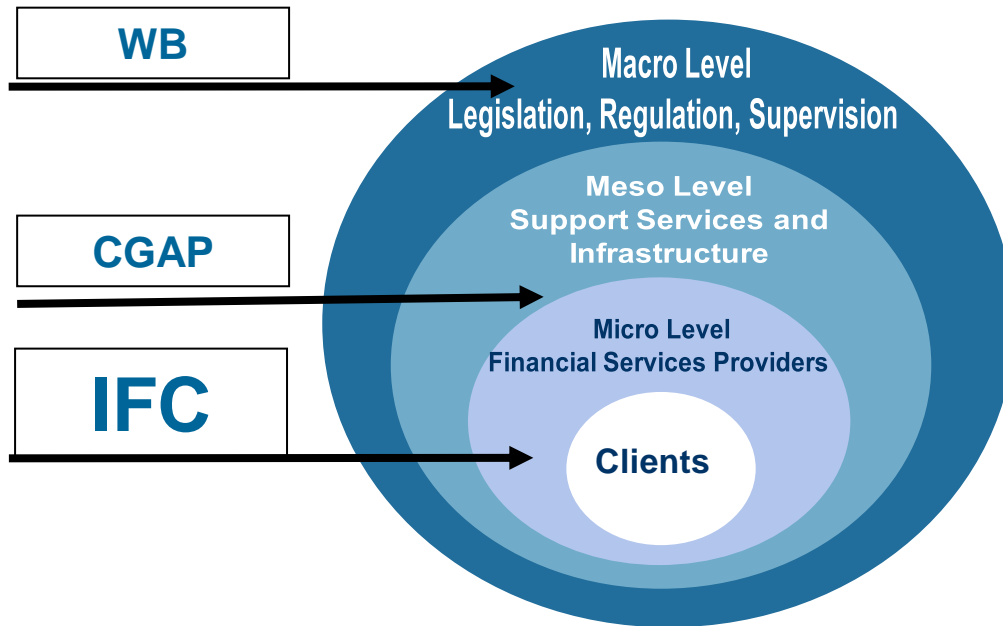 WB
Macro Level
Legislation, Regulation, Supervision
Meso Level
Support Services and
Infrastructure
CGAP
Micro Level
Financial Services Providers
IFC
Clients